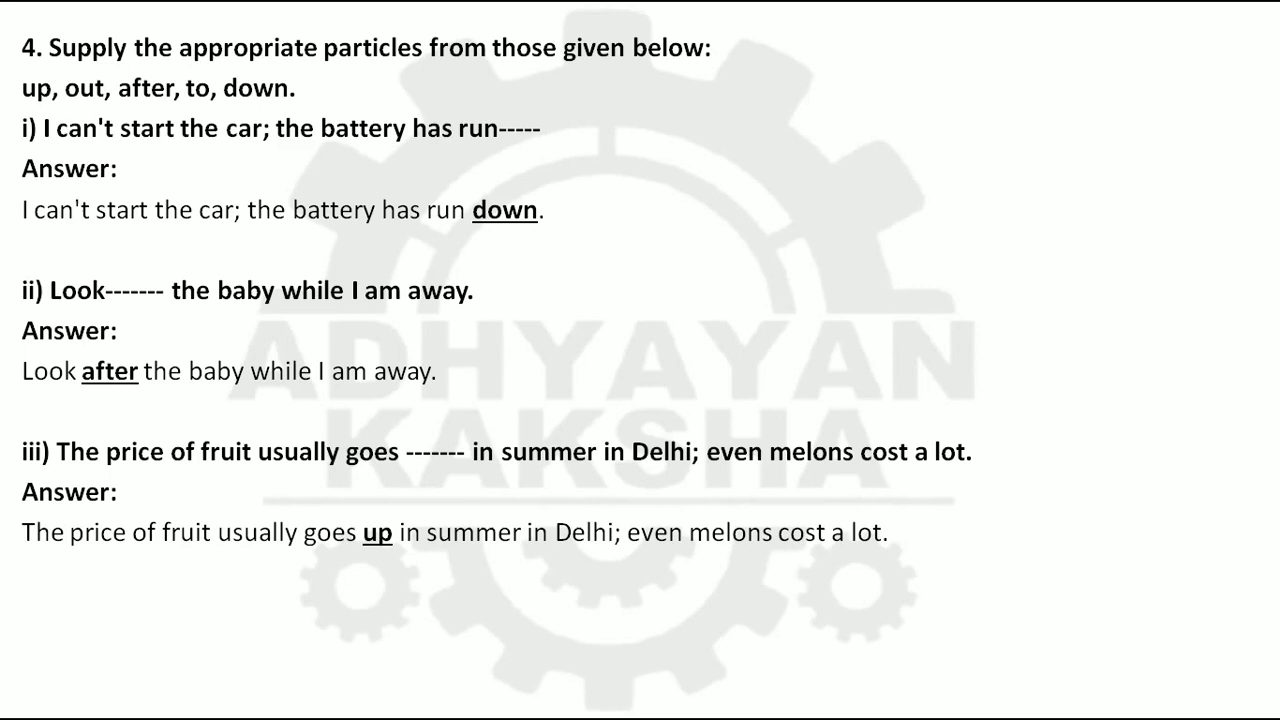 4. Supply the appropriate particles from those given below:
up, out, after, to, down.
i) I can't start the car; the battery has run-----
Answer:
I can't start the car; the battery has run down.
ii) Look------- the baby while I am away.
Answer:
Look after the baby while I am away.
ADHYAYAN
KAKSHA
iii) The price of fruit usually goes ------- in summer in Delhi; even melons cost a lot.
Answer:
The price of fruit usually goes up in summer in Delhi; even melons cost a lot.